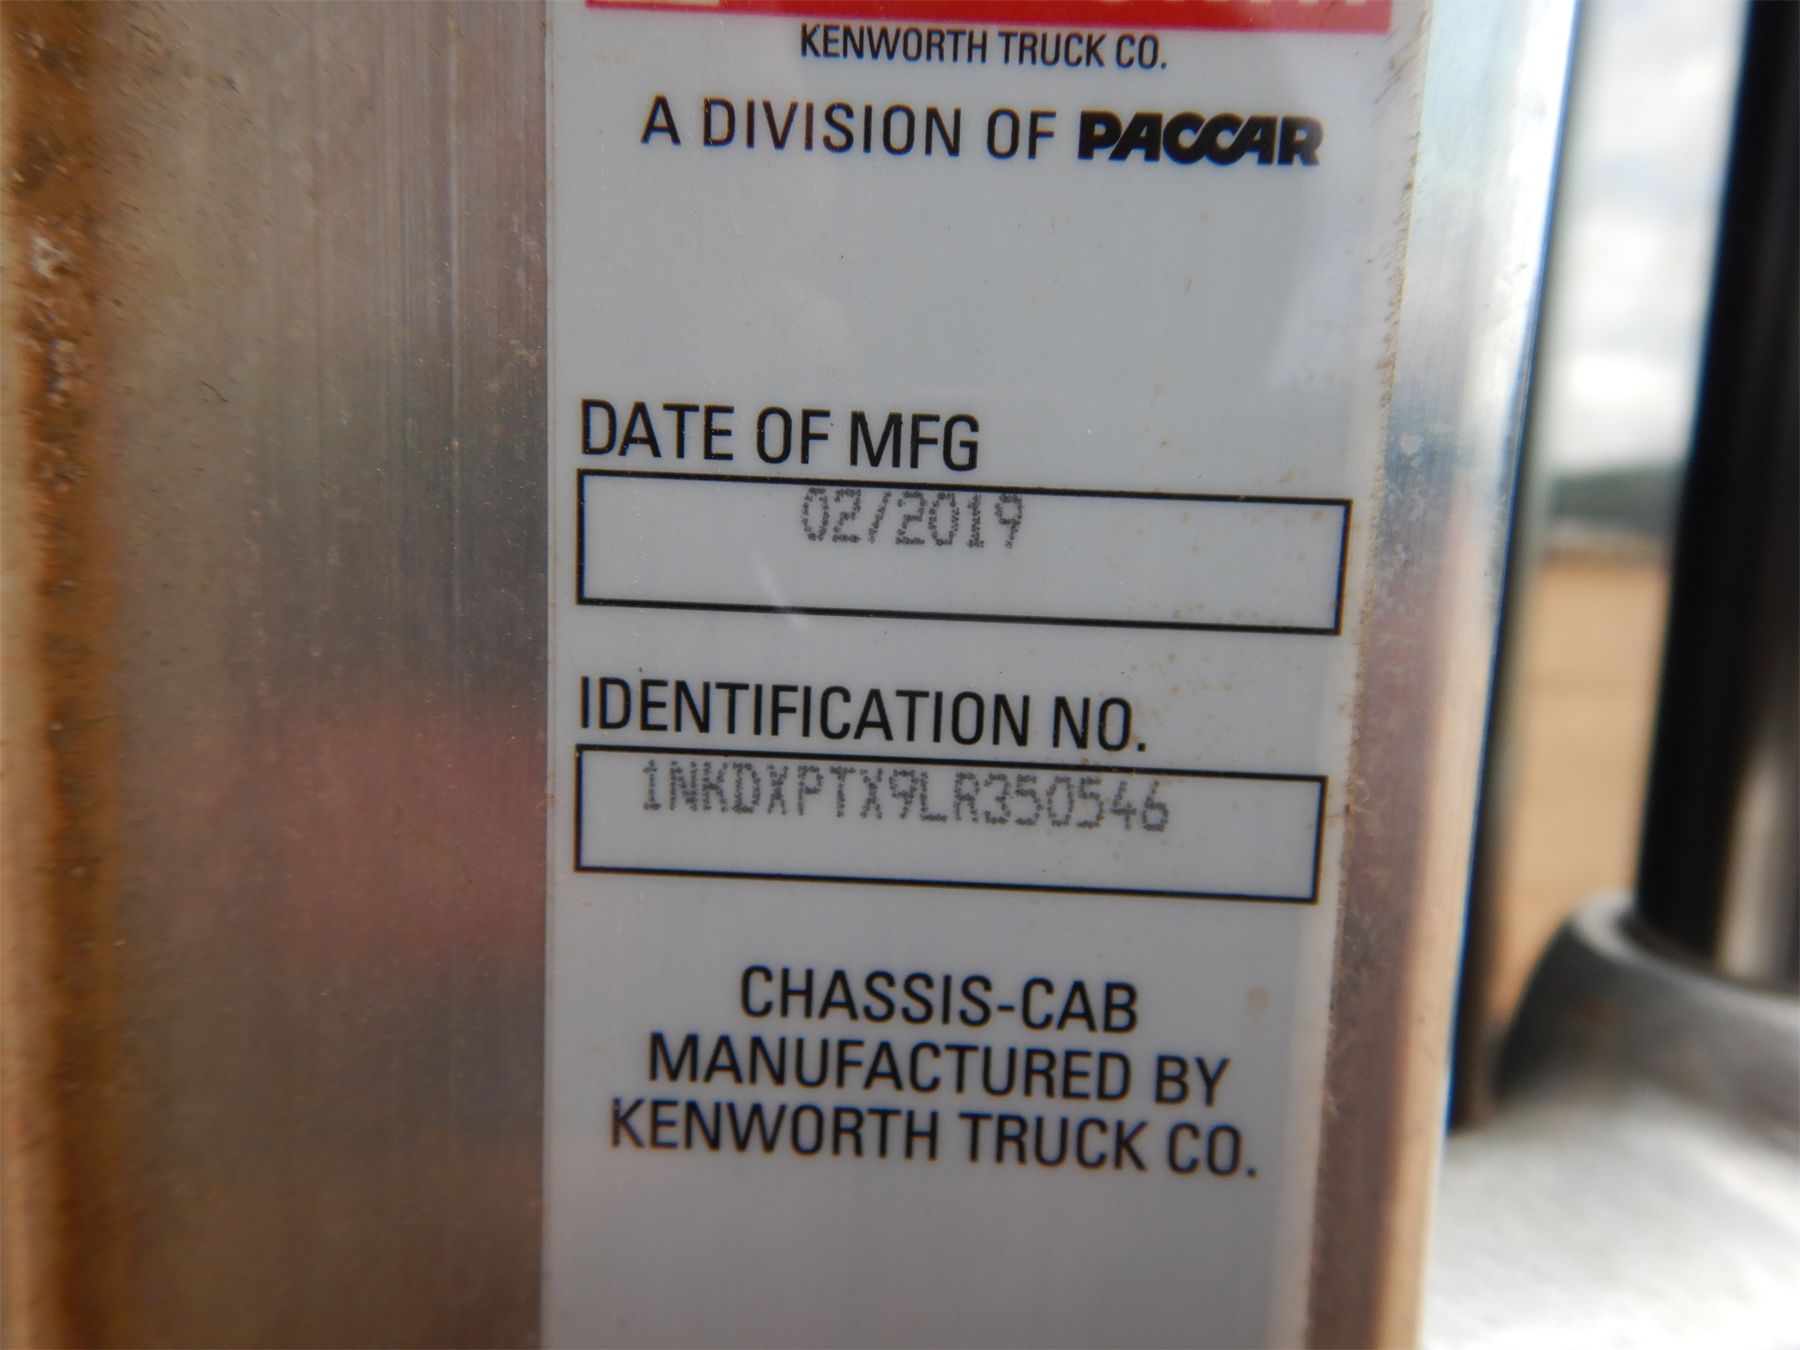 KENWORTH TRUCK CO.
A DIVISION OF PACCAR
DATE OF MFG
02/2019
IDENTIFICATION NO.
1NKDXPTX9LR350546
CHASSIS-CAB
MANUFACTURED BY
KENWORTH TRUCK CO.